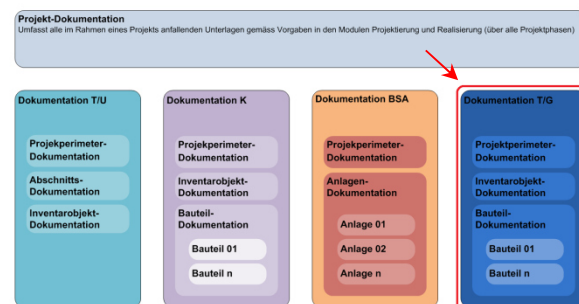 Projekt-Dokumentation
Umfasst alle im Rahmen eines Projekts anfallenden Unterlagen gemäss Vorgaben in den Modulen Projektierung und Realisierung (über alle Projektphasen)
Dokumentation T/U
Projekperimeter-
Dokumentation
Abschnitts-
Dokumentation
Inventarobjekt-
Dokumentation
Dokumentation K
Projekperimeter-
Dokumentation
Inventarobjekt-
Dokumentation
Bauteil-
Dokumentation
Bauteil 01
Bauteil n
Dokumentation BSA
Projekperimeter-
Dokumentation
Anlagen-
Dokumentation
Anlage 01
Anlage 02
Anlage n
Dokumentation T/G
Projektperimeter-
Dokumentation
Inventarobjekt-
Dokumentation
Bauteil-
Dokumentation
Bauteil 01
Bauteil n